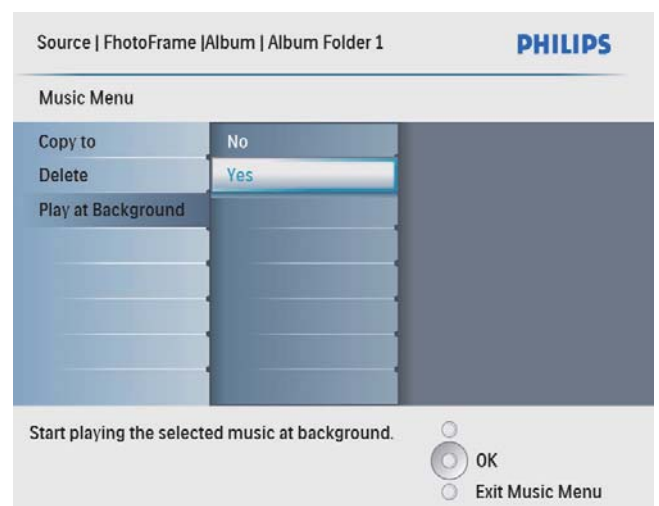 Source | FhotoFrame |Album | Album Folder 1
PHILIPS
Music Menu
Copy to
No
Delete
Yes
Play at Background
Start playing the selected music at background.
OK
Exit Music Menu